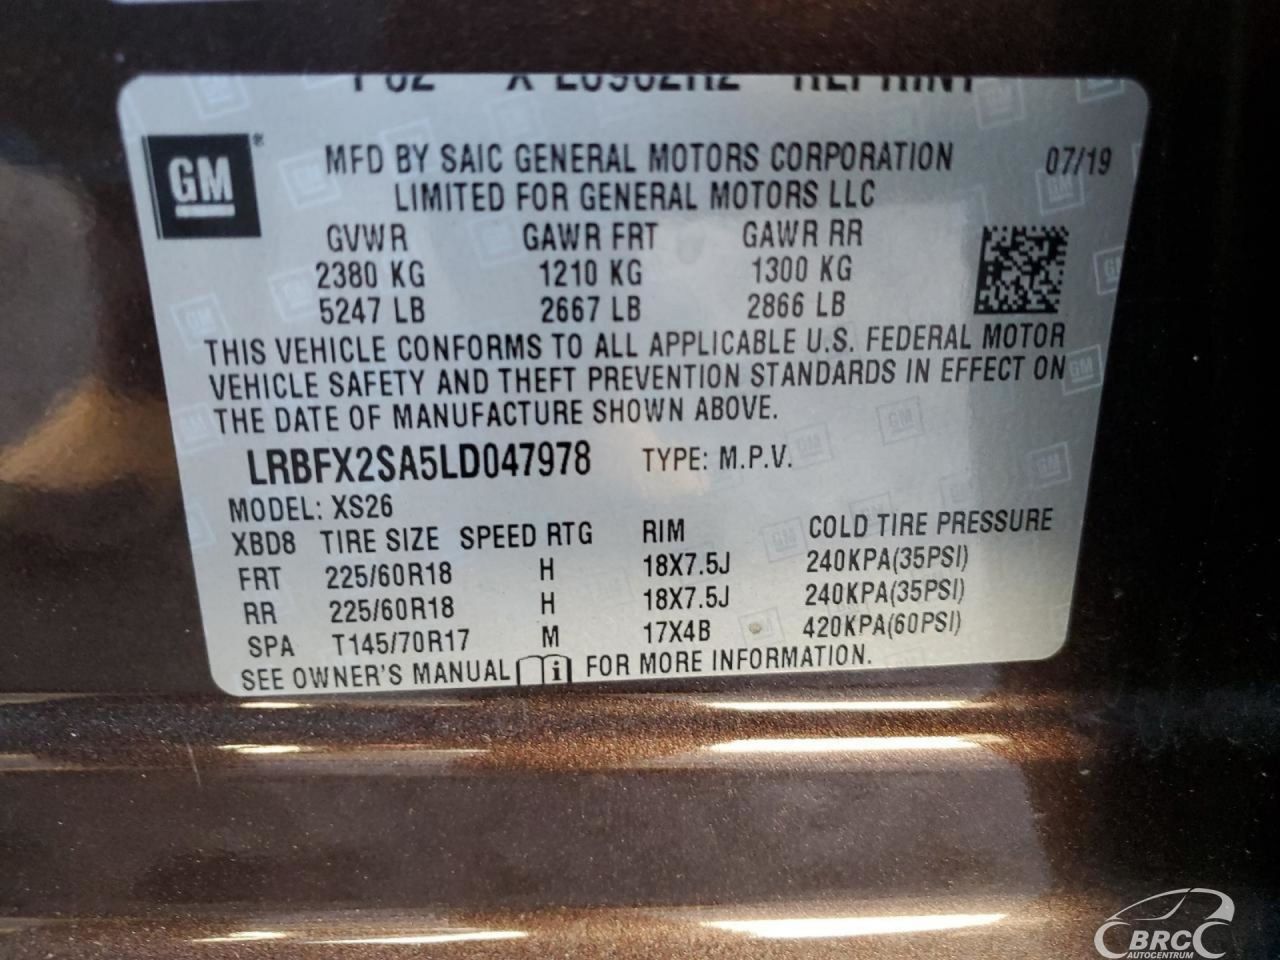 REPRINT
GM ®
MFD BY SAIC GENERAL MOTORS CORPORATION 07/19
LIMITED FOR GENERAL MOTORS LLC
GVWR GAWR FRT GAWR RR
2380 KG 1210 KG 1300 KG
5247 LB 2667 LB 2866 LB
THIS VEHICLE CONFORMS TO ALL APPLICABLE U.S. FEDERAL MOTOR
VEHICLE SAFETY AND THEFT PREVENTION STANDARDS IN EFFECT ON
THE DATE OF MANUFACTURE SHOWN ABOVE.
LRBFX2SA5LD047978 TYPE: M.P.V.
MODEL: XS26
XBD8 TIRE SIZE SPEED RTG RIM COLD TIRE PRESSURE
FRT 225/60R18 H 18X7.5J 240KPA(35PSI)
RR 225/60R18 H 18X7.5J 240KPA(35PSI)
SPA T145/70R17 M 17X4B 420KPA(60PSI)
SEE OWNER'S MANUAL i FOR MORE INFORMATION.
BRC
AUTOCENTRUM